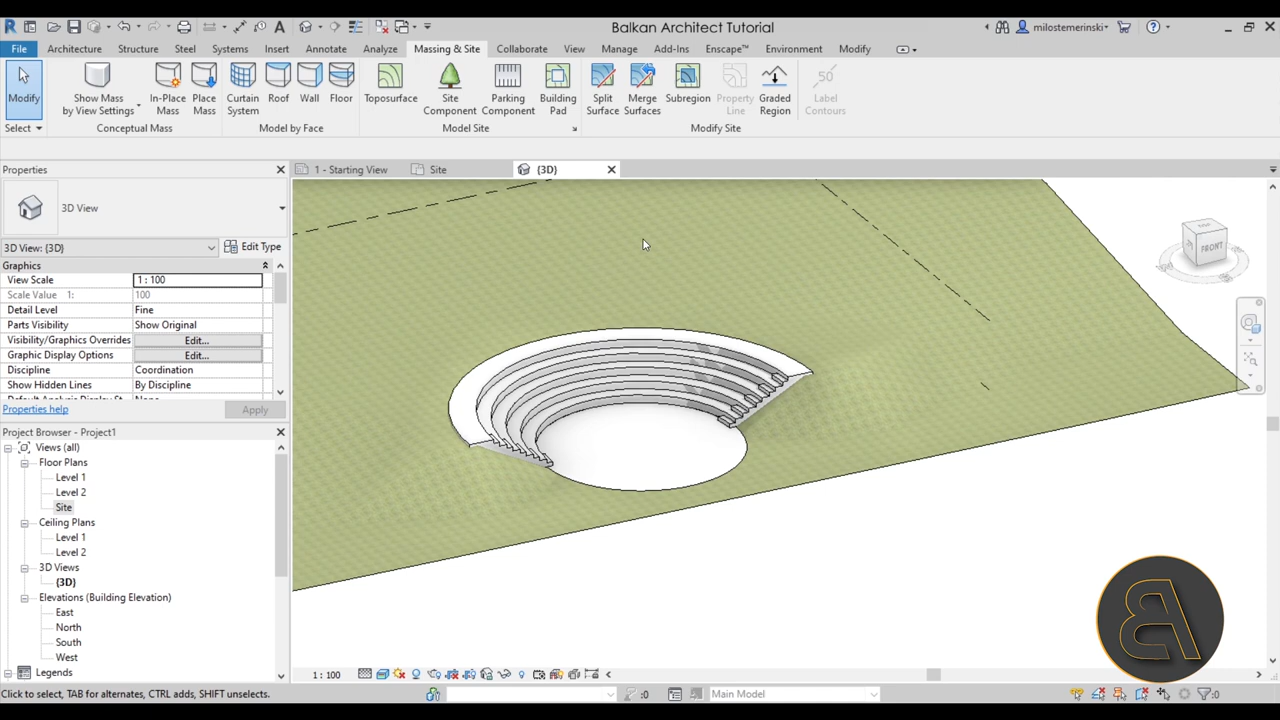 Balkan Architect Tutorial
milostemerinski
File Architecture Structure Steel Systems Insert Annotate Analyze Massing & Site Collaborate View Manage Add-Ins Enscape™ Environment Modify
Modify
Show Mass
by View Settings
In-Place
Mass
Place
Mass
Curtain
System
Roof
Wall
Floor
Toposurface
Site
Component
Parking
Component
Building
Pad
Split
Surface
Merge
Surfaces
Subregion
Property
Line
Graded
Region
50
Label
Contours
Select
Conceptual Mass
Model by Face
Model Site
Modify Site
Properties
1 - Starting View
Site
{3D}
3D View
3D View: {3D}
Edit Type
Graphics
View Scale 1 : 100
Scale Value 1: 100
Detail Level Fine
Parts Visibility Show Original
Visibility/Graphics Overrides Edit...
Graphic Display Options Edit...
Discipline Coordination
Show Hidden Lines By Discipline
Properties help
Apply
Project Browser - Project1
Views (all)
Floor Plans
Level 1
Level 2
Site
Ceiling Plans
Level 1
Level 2
3D Views
{3D}
Elevations (Building Elevation)
East
North
South
West
Legends
TOP
FRONT
1 : 100
Click to select, TAB for alternates, CTRL adds, SHIFT unselects.
:0
Main Model
:0